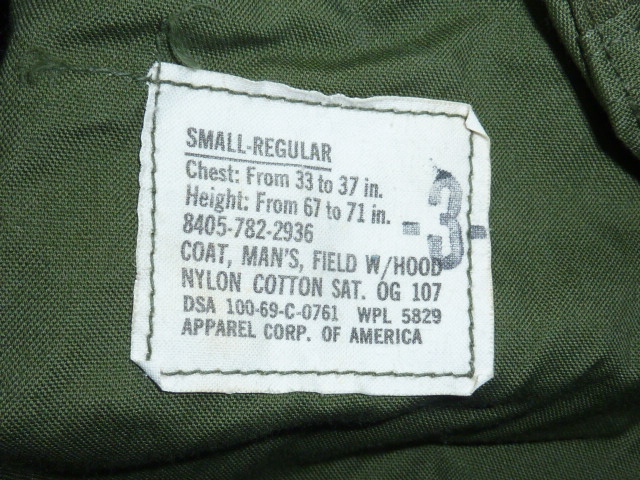 SMALL-REGULAR
Chest: From 33 to 37 in.
Height: From 67 to 71 in.
8405-782-2936
COAT, MAN'S, FIELD W/HOOD
NYLON COTTON SAT. OG 107
DSA 100-69-C-0761 WPL 5829
APPAREL CORP. OF AMERICA
-3-